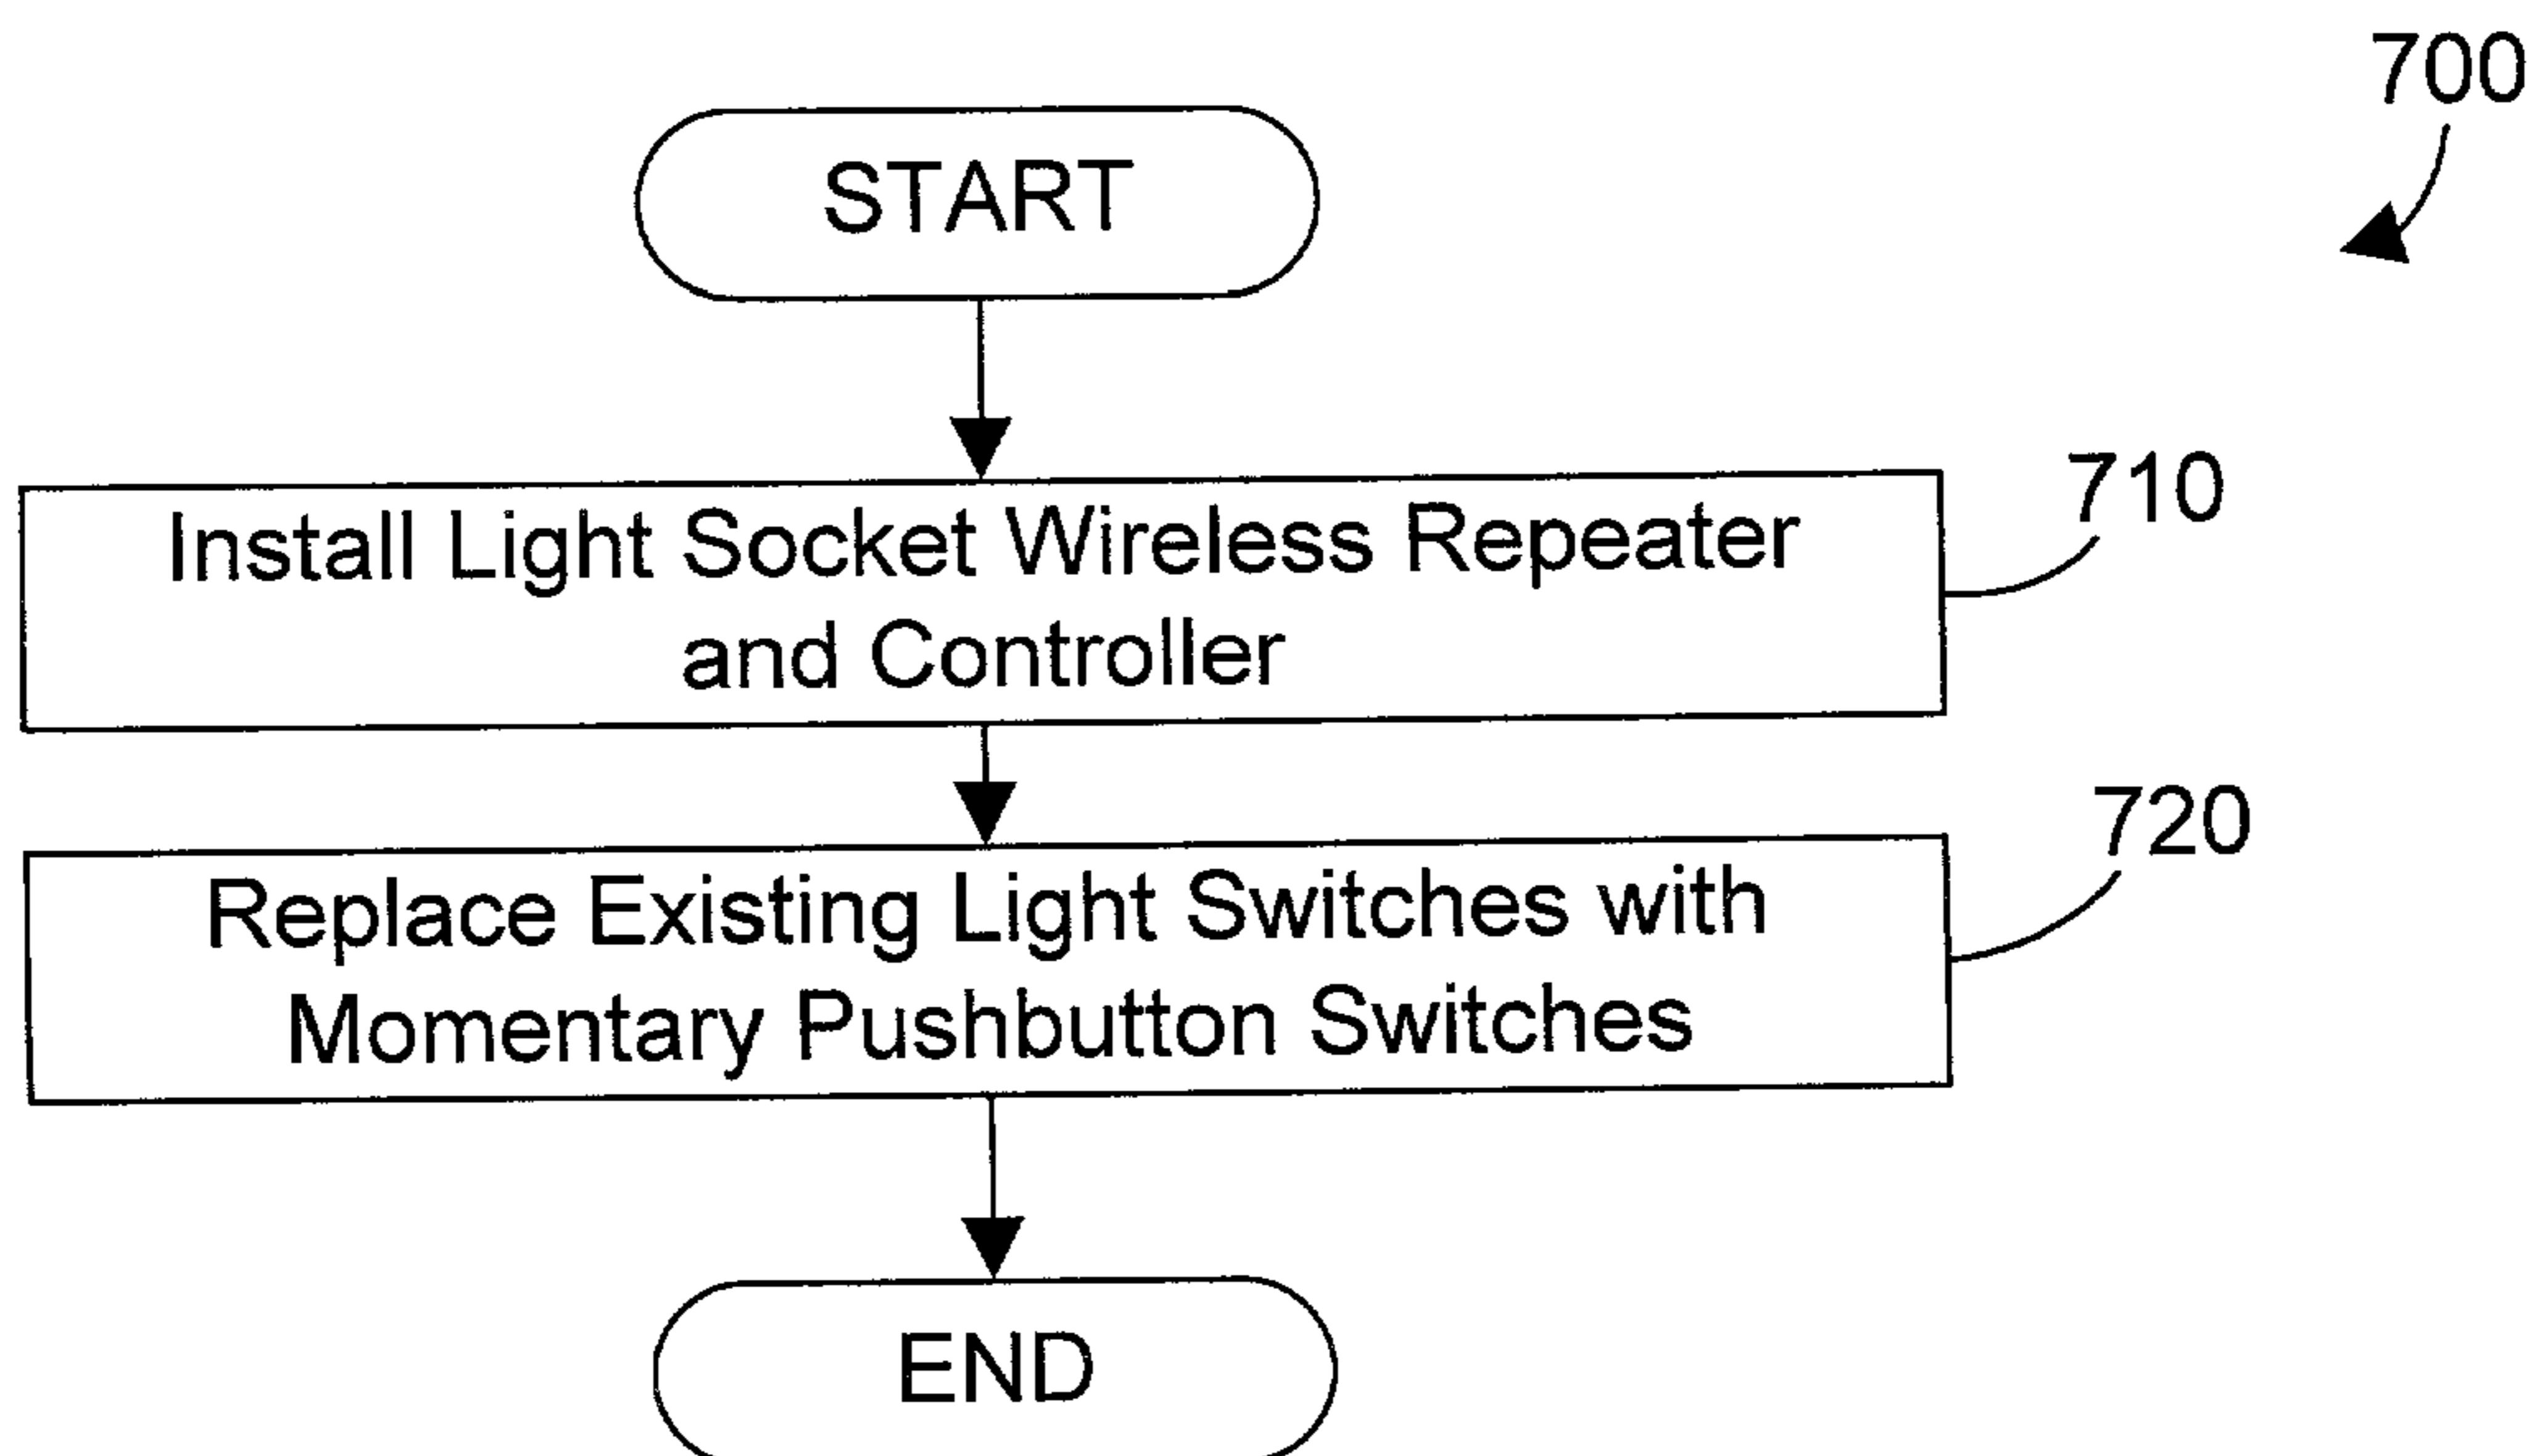 700
START
710
Install Light Socket Wireless Repeater
and Controller
720
Replace Existing Light Switches with
Momentary Pushbutton Switches
END